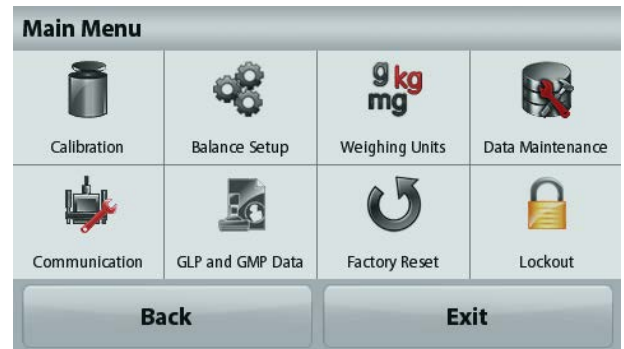 Main Menu
g kg
mg
Calibration
Balance Setup
Weighing Units
Data Maintenance
Communication
GLP and GMP Data
Factory Reset
Lockout
Back
Exit